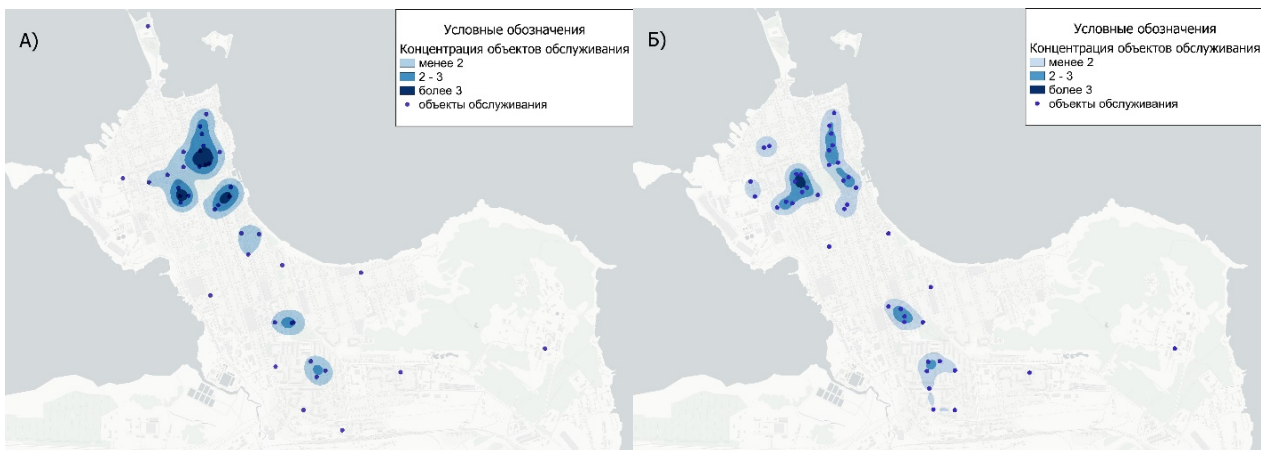 А)
Условные обозначения
Концентрация объектов обслуживания
менее 2
2 - 3
более 3
объекты обслуживания
Б)
Условные обозначения
Концентрация объектов обслуживания
менее 2
2 - 3
более 3
объекты обслуживания